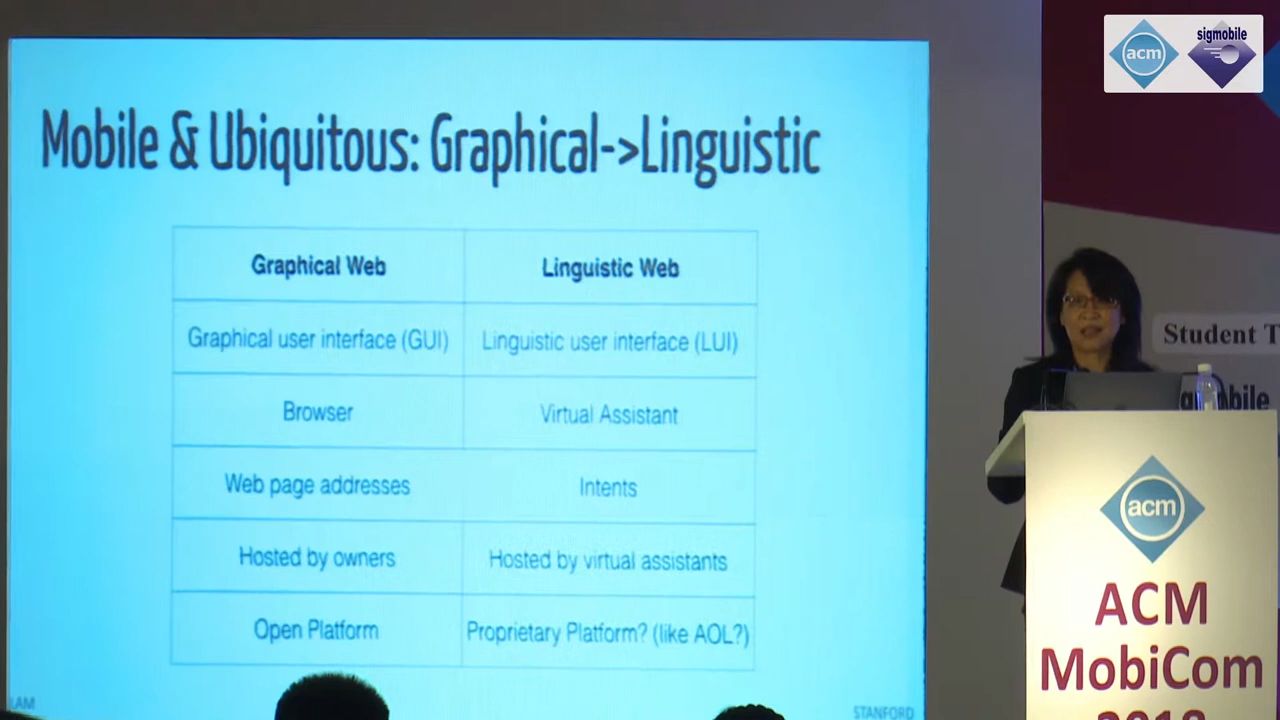 acm
sigmobile
Mobile & Ubiquitous: Graphical->Linguistic
Graphical Web
Linguistic Web
Graphical user interface (GUI)
Linguistic user interface (LUI)
Browser
Virtual Assistant
Web page addresses
Intents
Hosted by owners
Hosted by virtual assistants
Open Platform
Proprietary Platform? (like AOL?)
LAM
STANFORD
Student T
acm
ACM
MobiCom